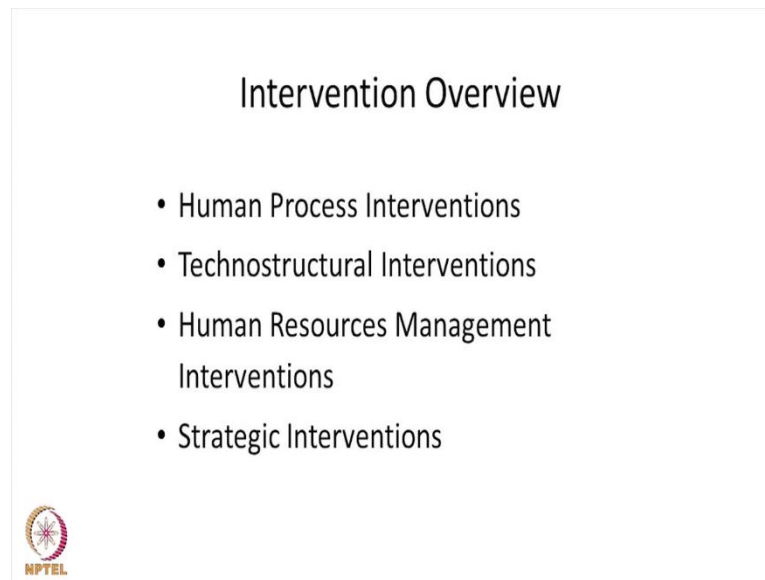 Intervention Overview
• Human Process Interventions
• Technostructural Interventions
• Human Resources Management
Interventions
• Strategic Interventions
NPTEL